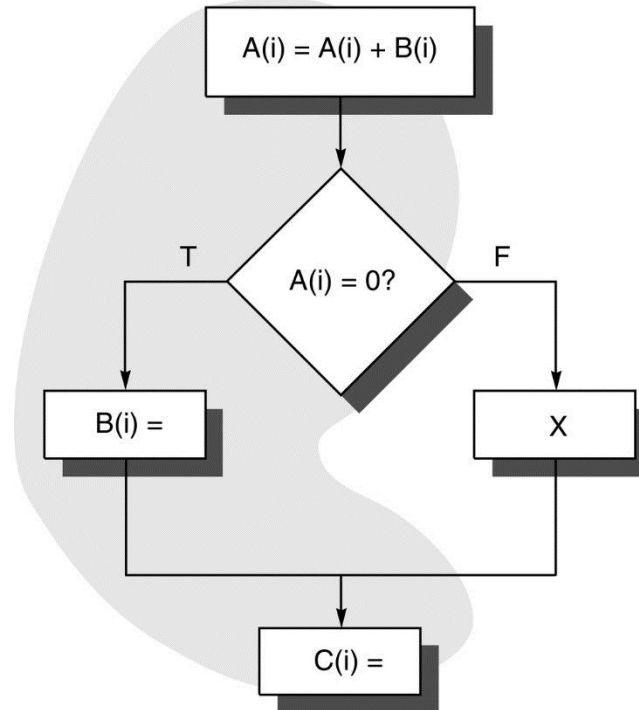 A(i) = A(i) + B(i)
T
F
A(i) = 0?
B(i) =
X
C(i) =